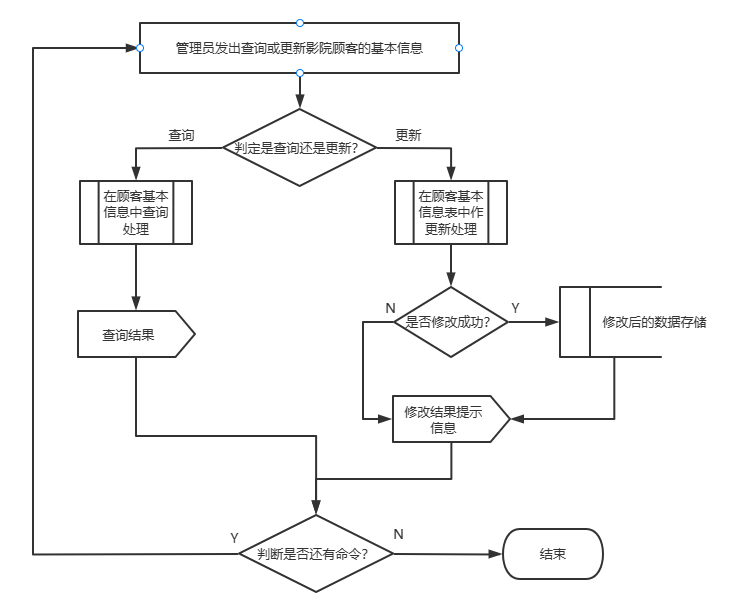 管理员发出查询或更新影院顾客的基本信息
判定是查询还是更新?
查询
更新
在顾客基本
信息中查询
处理
在顾客基本
信息表中作
更新处理
查询结果
N
是否修改成功?
Y
修改后的数据存储
修改结果提示
信息
Y
判断是否还有命令?
N
结束